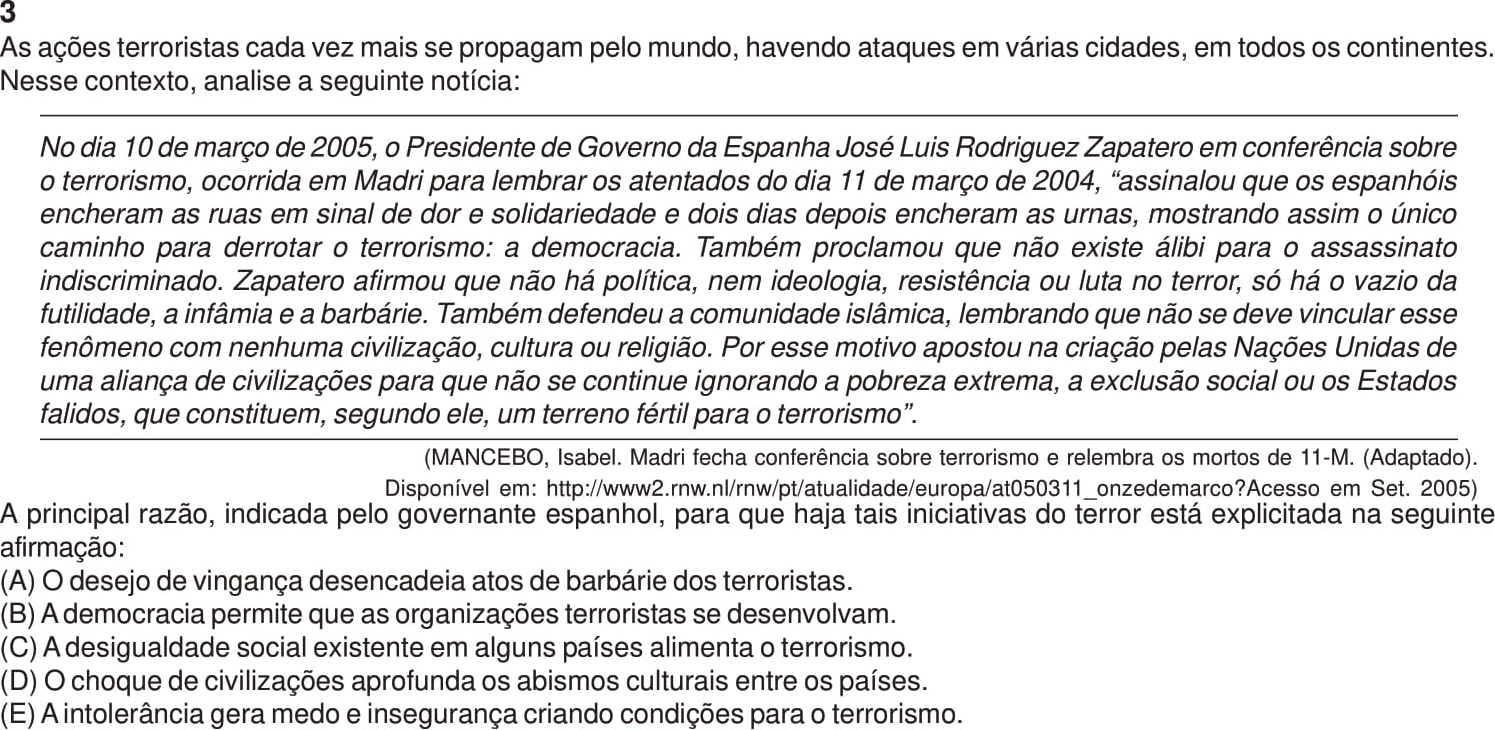 3
As ações terroristas cada vez mais se propagam pelo mundo, havendo ataques em várias cidades, em todos os continentes.
Nesse contexto, analise a seguinte notícia:
No dia 10 de março de 2005, o Presidente de Governo da Espanha José Luis Rodriguez Zapatero em conferência sobre
o terrorismo, ocorrida em Madri para lembrar os atentados do dia 11 de março de 2004, “assinalou que os espanhóis
encheram as ruas em sinal de dor e solidariedade e dois dias depois encheram as urnas, mostrando assim o único
caminho para derrotar o terrorismo: a democracia. Também proclamou que não existe álibi para o assassinato
indiscriminado. Zapatero afirmou que não há política, nem ideologia, resistência ou luta no terror, só há o vazio da
futilidade, a infâmia e a barbárie. Também defendeu a comunidade islâmica, lembrando que não se deve vincular esse
fenômeno com nenhuma civilização, cultura ou religião. Por esse motivo apostou na criação pelas Nações Unidas de
uma aliança de civilizações para que não se continue ignorando a pobreza extrema, a exclusão social ou os Estados
falidos, que constituem, segundo ele, um terreno fértil para o terrorismo”.
(MANCEBO, Isabel. Madri fecha conferência sobre terrorismo e relembra os mortos de 11-M. (Adaptado).
Disponível em: http://www2.rnw.nl/rnw/pt/atualidade/europa/at050311_onzedemarco?Acesso em Set. 2005)
A principal razão, indicada pelo governante espanhol, para que haja tais iniciativas do terror está explicitada na seguinte
afirmação:
(A) O desejo de vingança desencadeia atos de barbárie dos terroristas.
(B) A democracia permite que as organizações terroristas se desenvolvam.
(C) A desigualdade social existente em alguns países alimenta o terrorismo.
(D) O choque de civilizações aprofunda os abismos culturais entre os países.
(E) A intolerância gera medo e insegurança criando condições para o terrorismo.